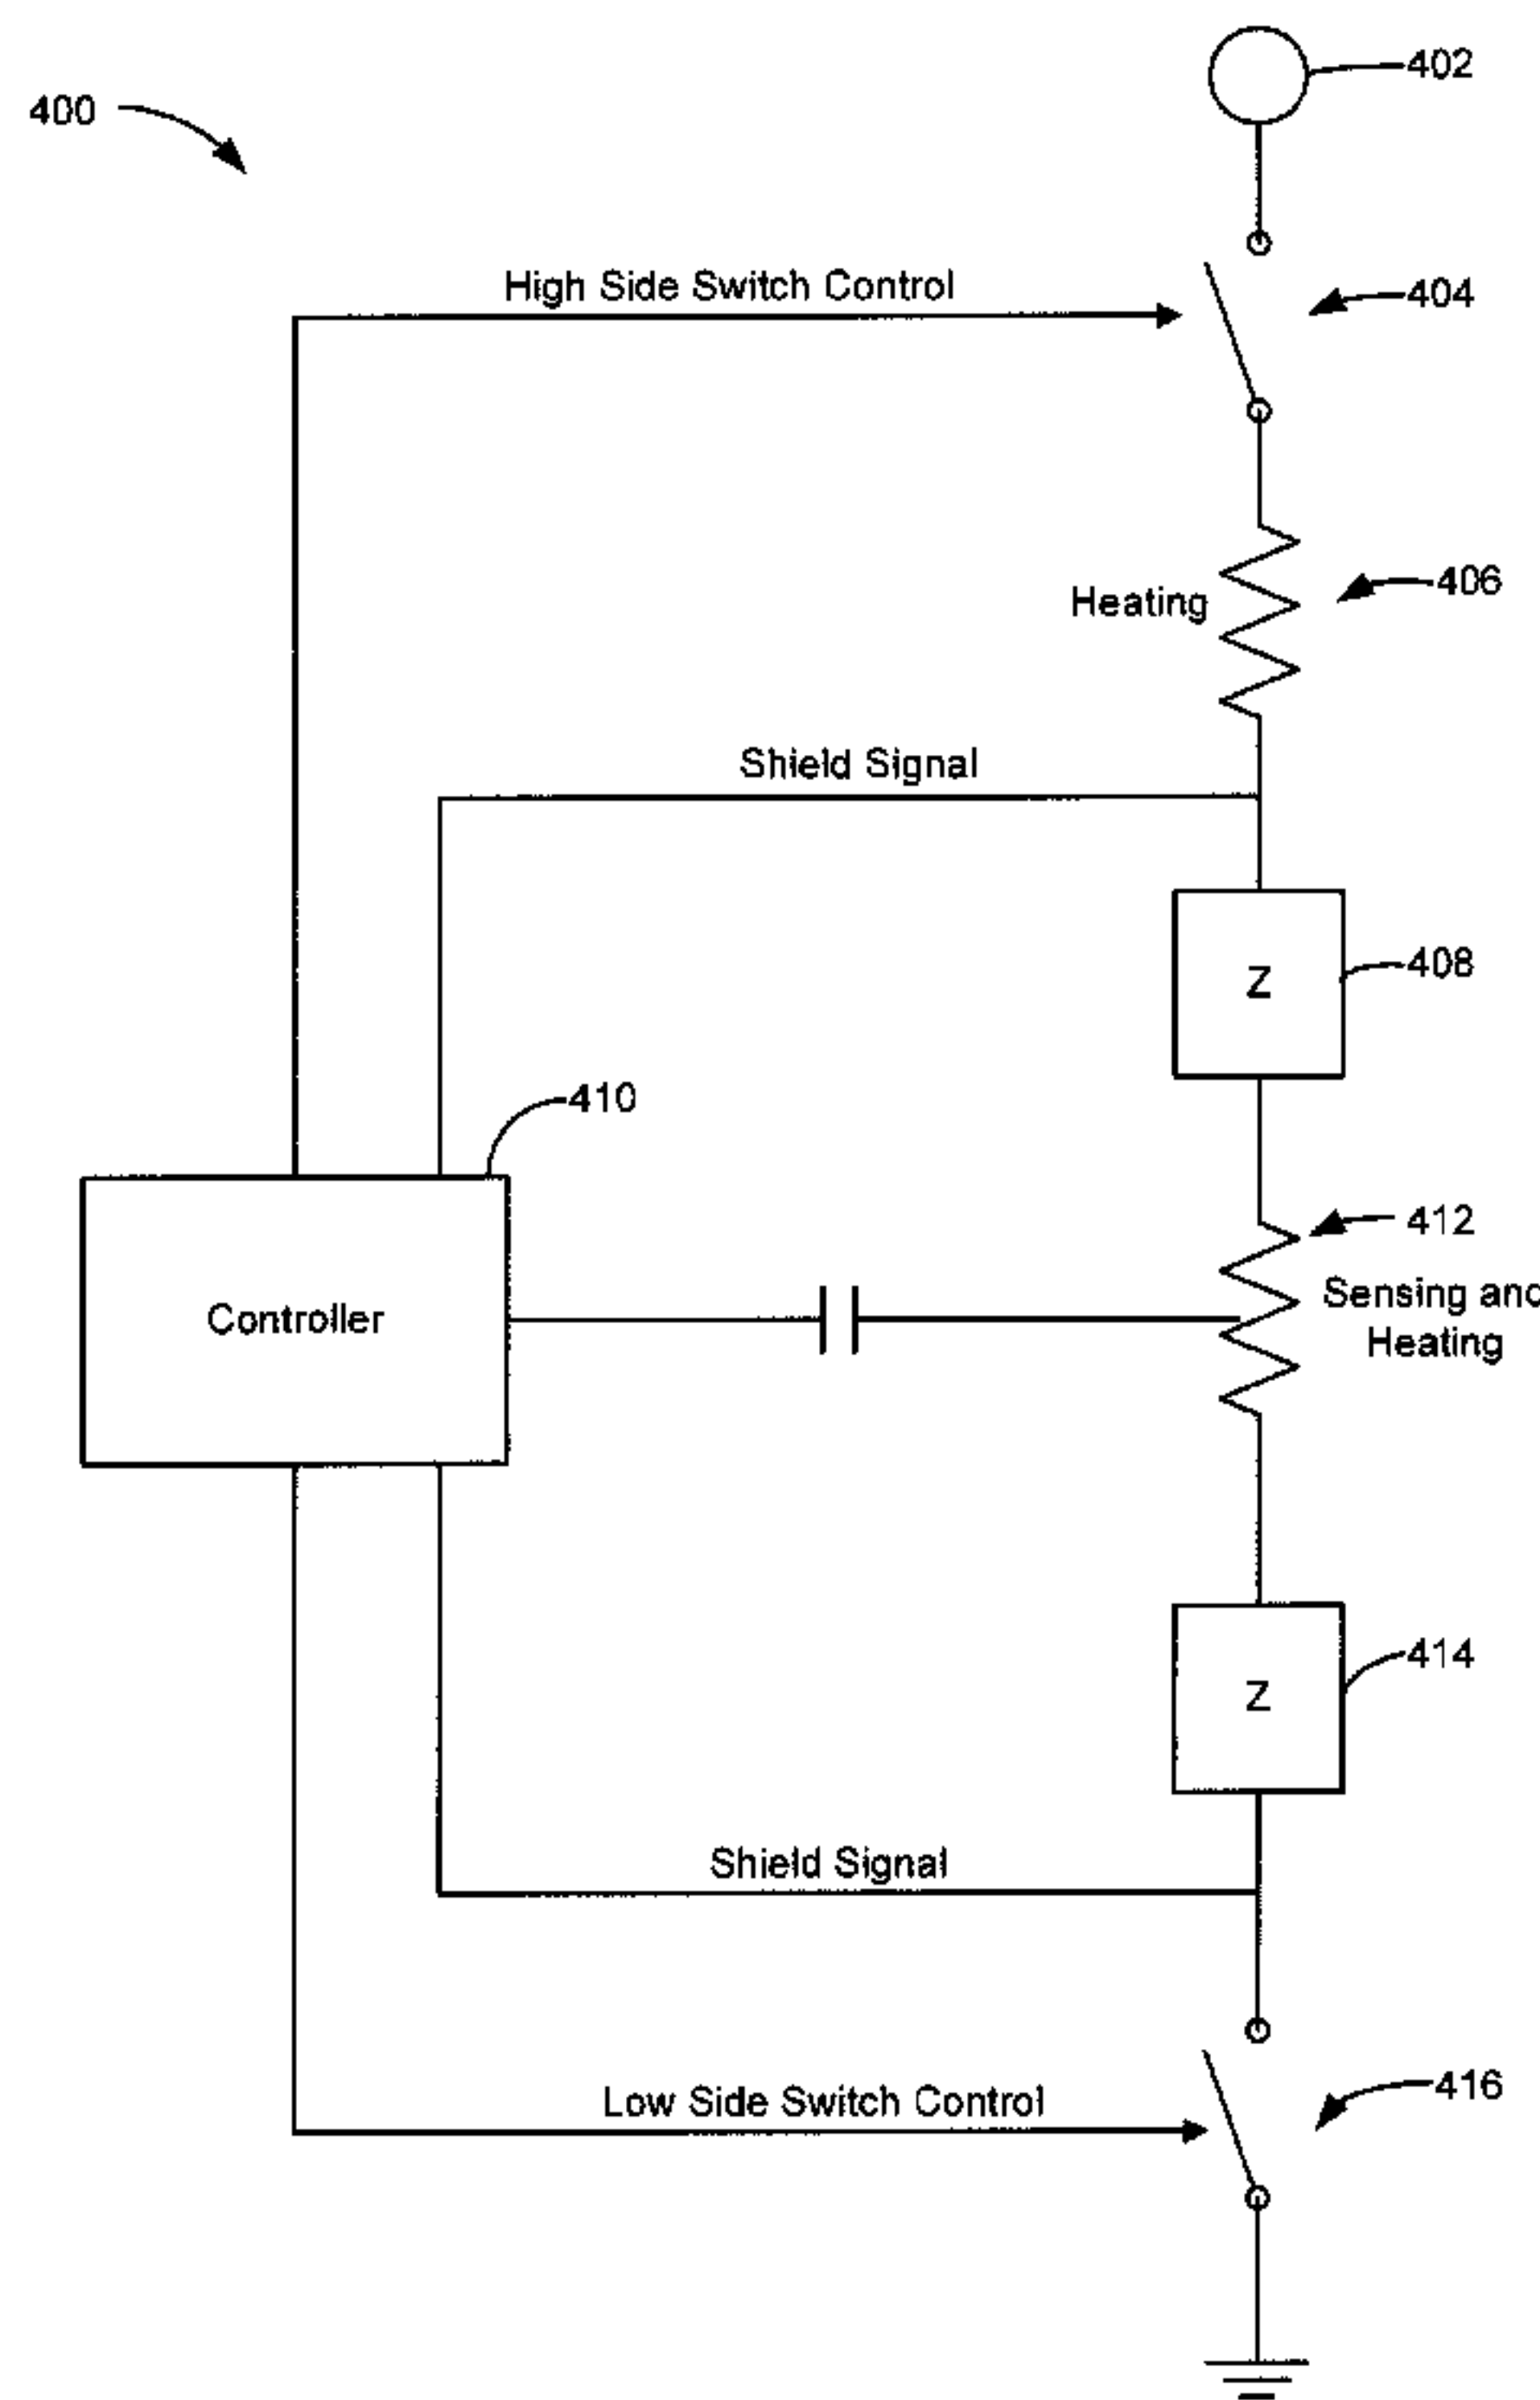 402
400
High Side Switch Control
404
Heating
406
Shield Signal
Z
408
410
412
Sensing and
Heating
Controller
Z
414
Shield Signal
Low Side Switch Control
416